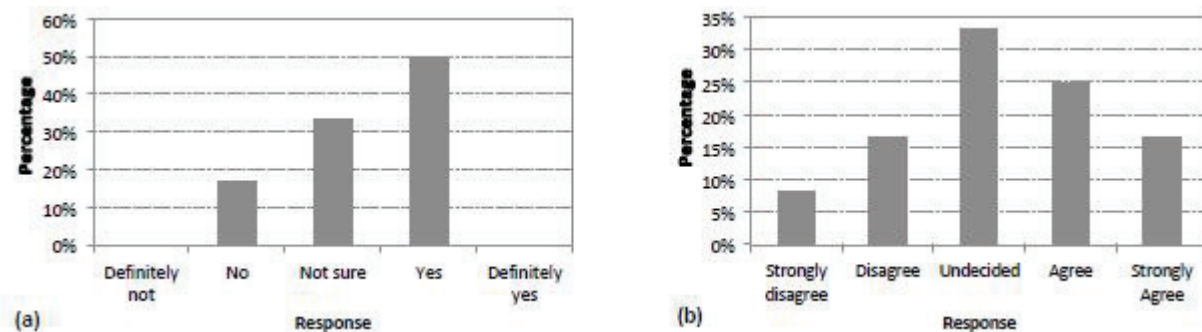 60%
50%
40%
30%
20%
10%
0%
Percentage
Definitely not
No
Not sure
Yes
Definitely yes
Response
(a)
35%
30%
25%
20%
15%
10%
5%
0%
Percentage
Strongly disagree
Disagree
Undecided
Agree
Strongly Agree
Response
(b)